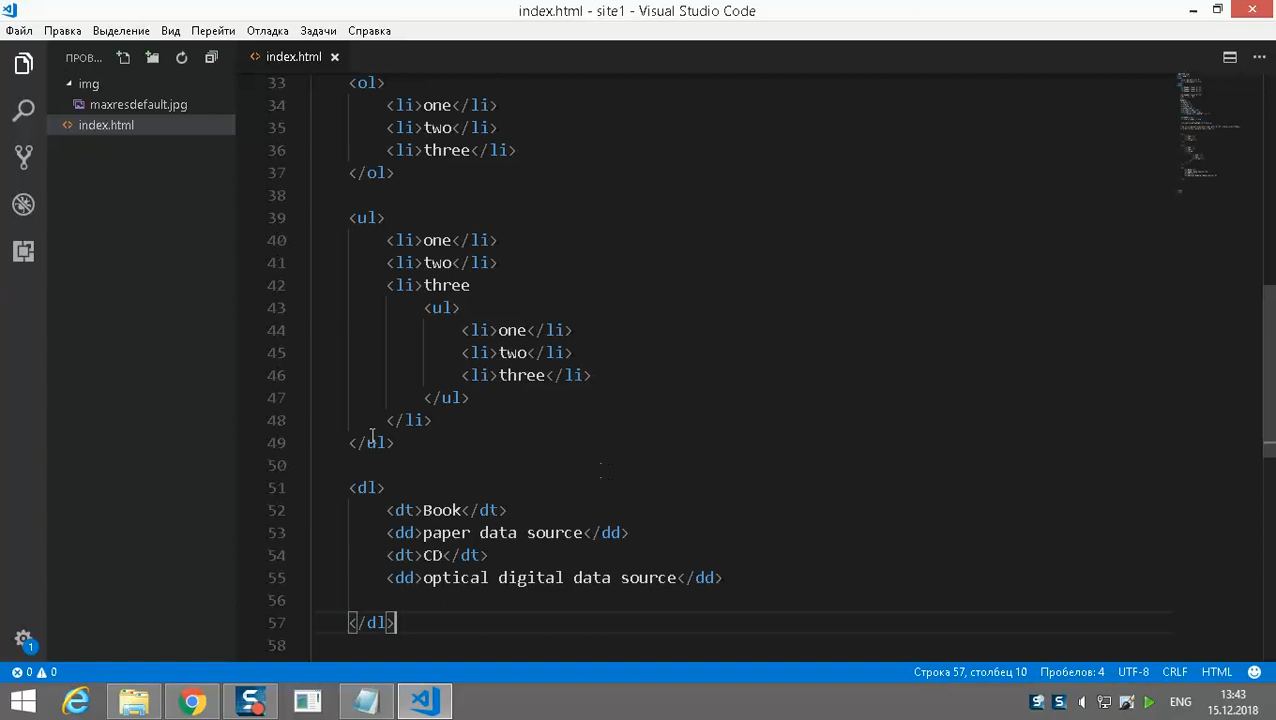 index.html - site1 - Visual Studio Code
Файл Правка Выделение Вид Перейти Отладка Задачи Справка
ПРОВ... <> index.html
img
maxresdefault.jpg
<> index.html
33 <ol>
34 <li>one</li>
35 <li>two</li>
36 <li>three</li>
37 </ol>
38
39 <ul>
40 <li>one</li>
41 <li>two</li>
42 <li>three
43 <ul>
44 <li>one</li>
45 <li>two</li>
46 <li>three</li>
47 </ul>
48 </li>
49 </ul>
50
51 <dl>
52 <dt>Book</dt>
53 <dd>paper data source</dd>
54 <dt>CD</dt>
55 <dd>optical digital data source</dd>
56
57 </dl>
58
1
0 0 Строка 57, столбец 10 Пробелов: 4 UTF-8 CRLF HTML
ENG 13:43
15.12.2018